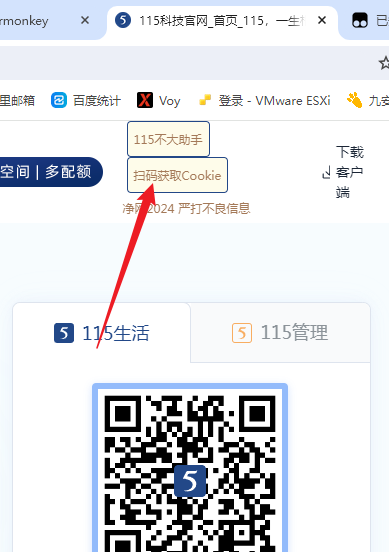 rmonkey
115科技官网_首页_115，一生
已
里邮箱
百度统计
Voy
登录 - VMware ESXi
九安
115不大助手
空间 | 多配额
扫码获取Cookie
下载
客户
端
净网2024 严打不良信息
5 115生活
5 115管理
5